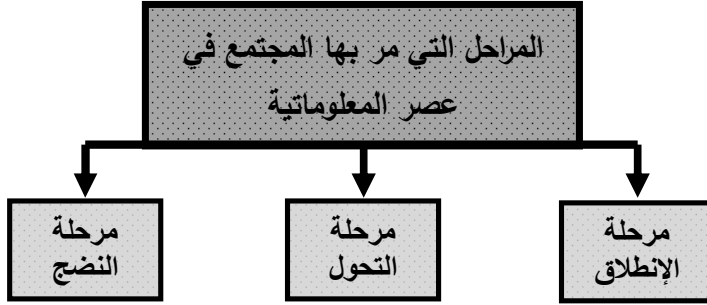 المراحل التي مر بها المجتمع في
عصر المعلوماتية
مرحلة
الإنطلاق
مرحلة
التحول
مرحلة
النضج